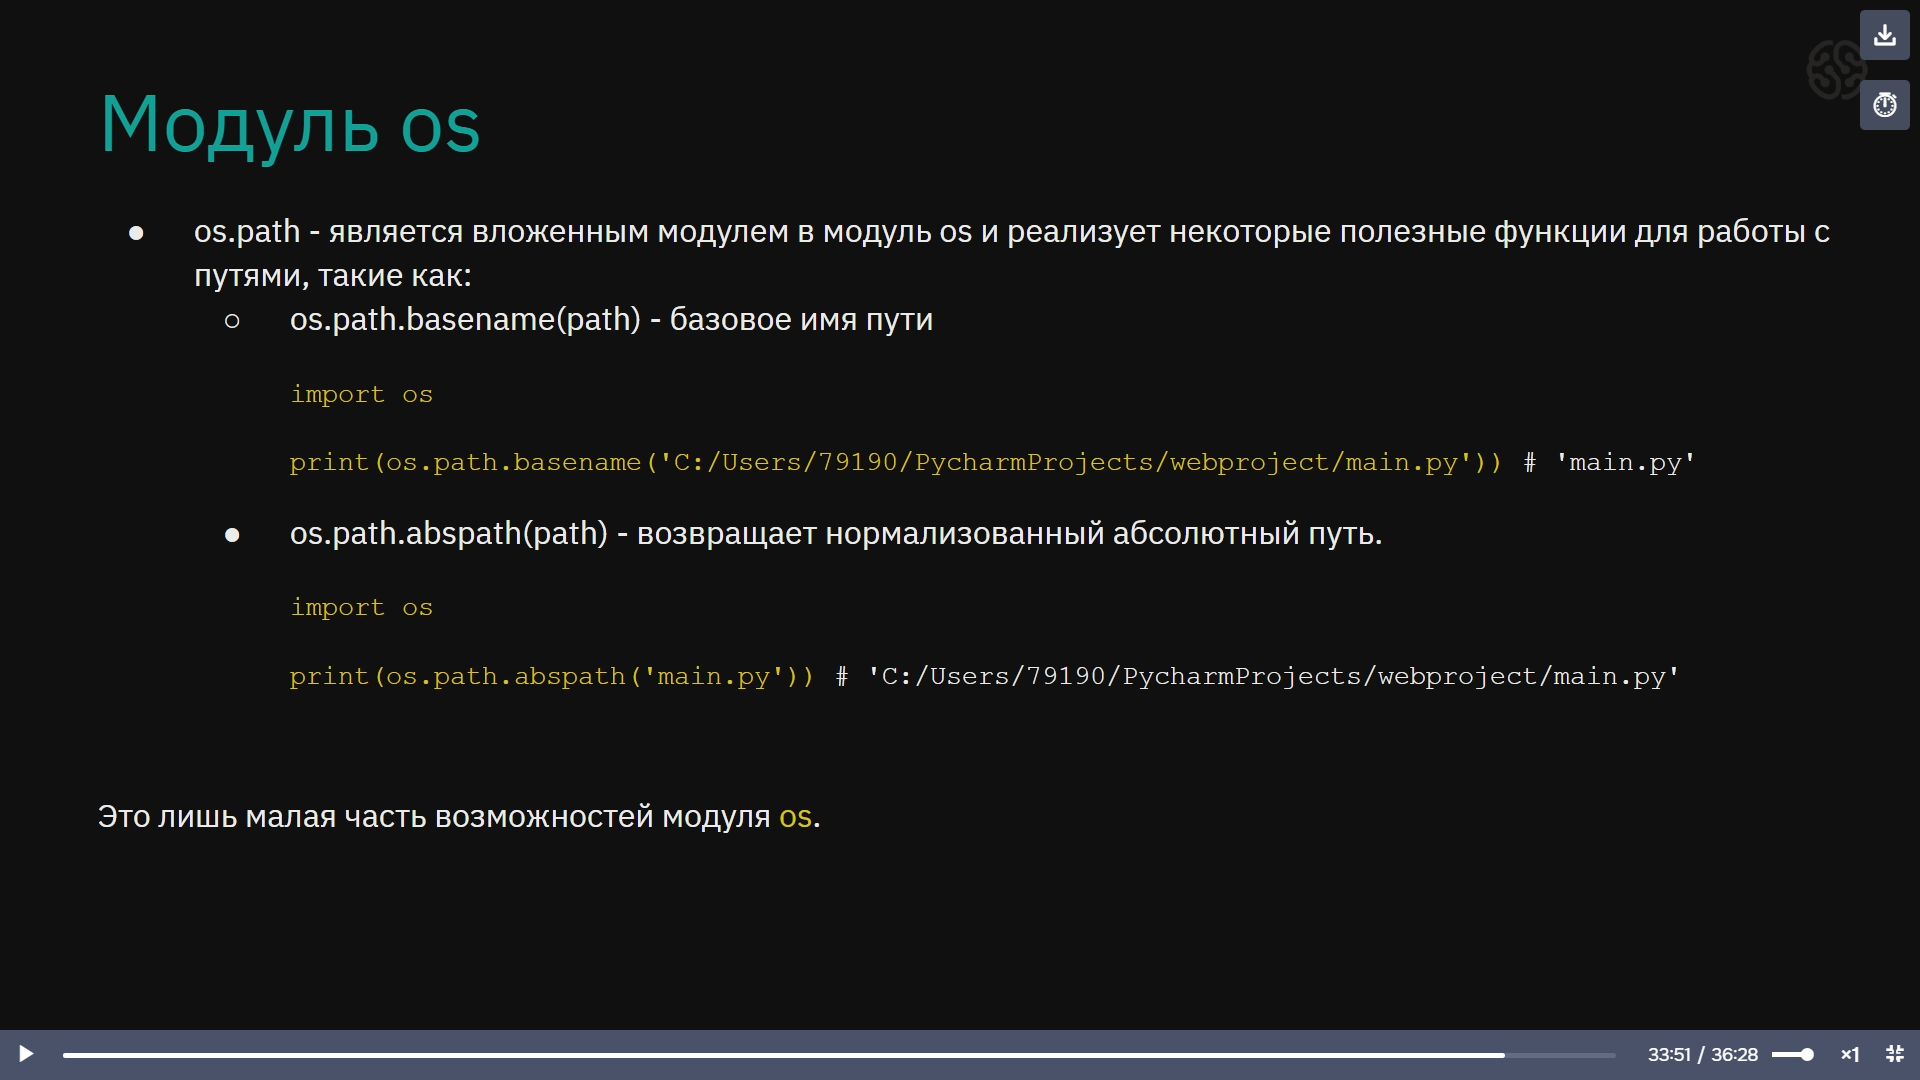 Модуль os
● os.path - является вложенным модулем в модуль os и реализует некоторые полезные функции для работы с
путями, такие как:
○ os.path.basename(path) - базовое имя пути
import os
print(os.path.basename('C:/Users/79190/PycharmProjects/webproject/main.py')) # 'main.py'
● os.path.abspath(path) - возвращает нормализованный абсолютный путь.
import os
print(os.path.abspath('main.py')) # 'C:/Users/79190/PycharmProjects/webproject/main.py'
Это лишь малая часть возможностей модуля os.
33:51 / 36:28 ×1